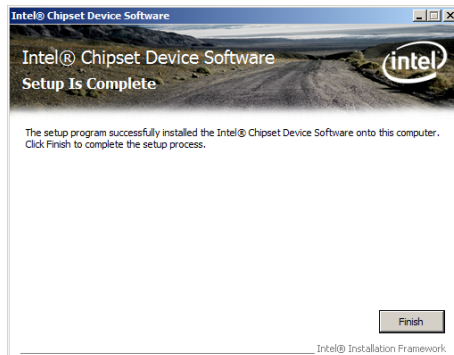 Intel® Chipset Device Software
Intel® Chipset Device Software
intel®
Setup Is Complete
The setup program successfully installed the Intel® Chipset Device Software onto this computer.
Click Finish to complete the setup process.
Finish
Intel® Installation Framework